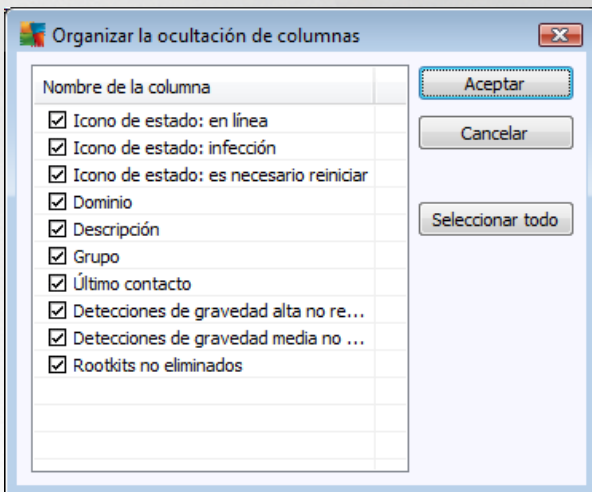 Organizar la ocultación de columnas
Nombre de la columna
Icono de estado: en línea
Icono de estado: infección
Icono de estado: es necesario reiniciar
Dominio
Descripción
Grupo
Último contacto
Detecciones de gravedad alta no re...
Detecciones de gravedad media no ...
Rootkits no eliminados
Aceptar
Cancelar
Seleccionar todo